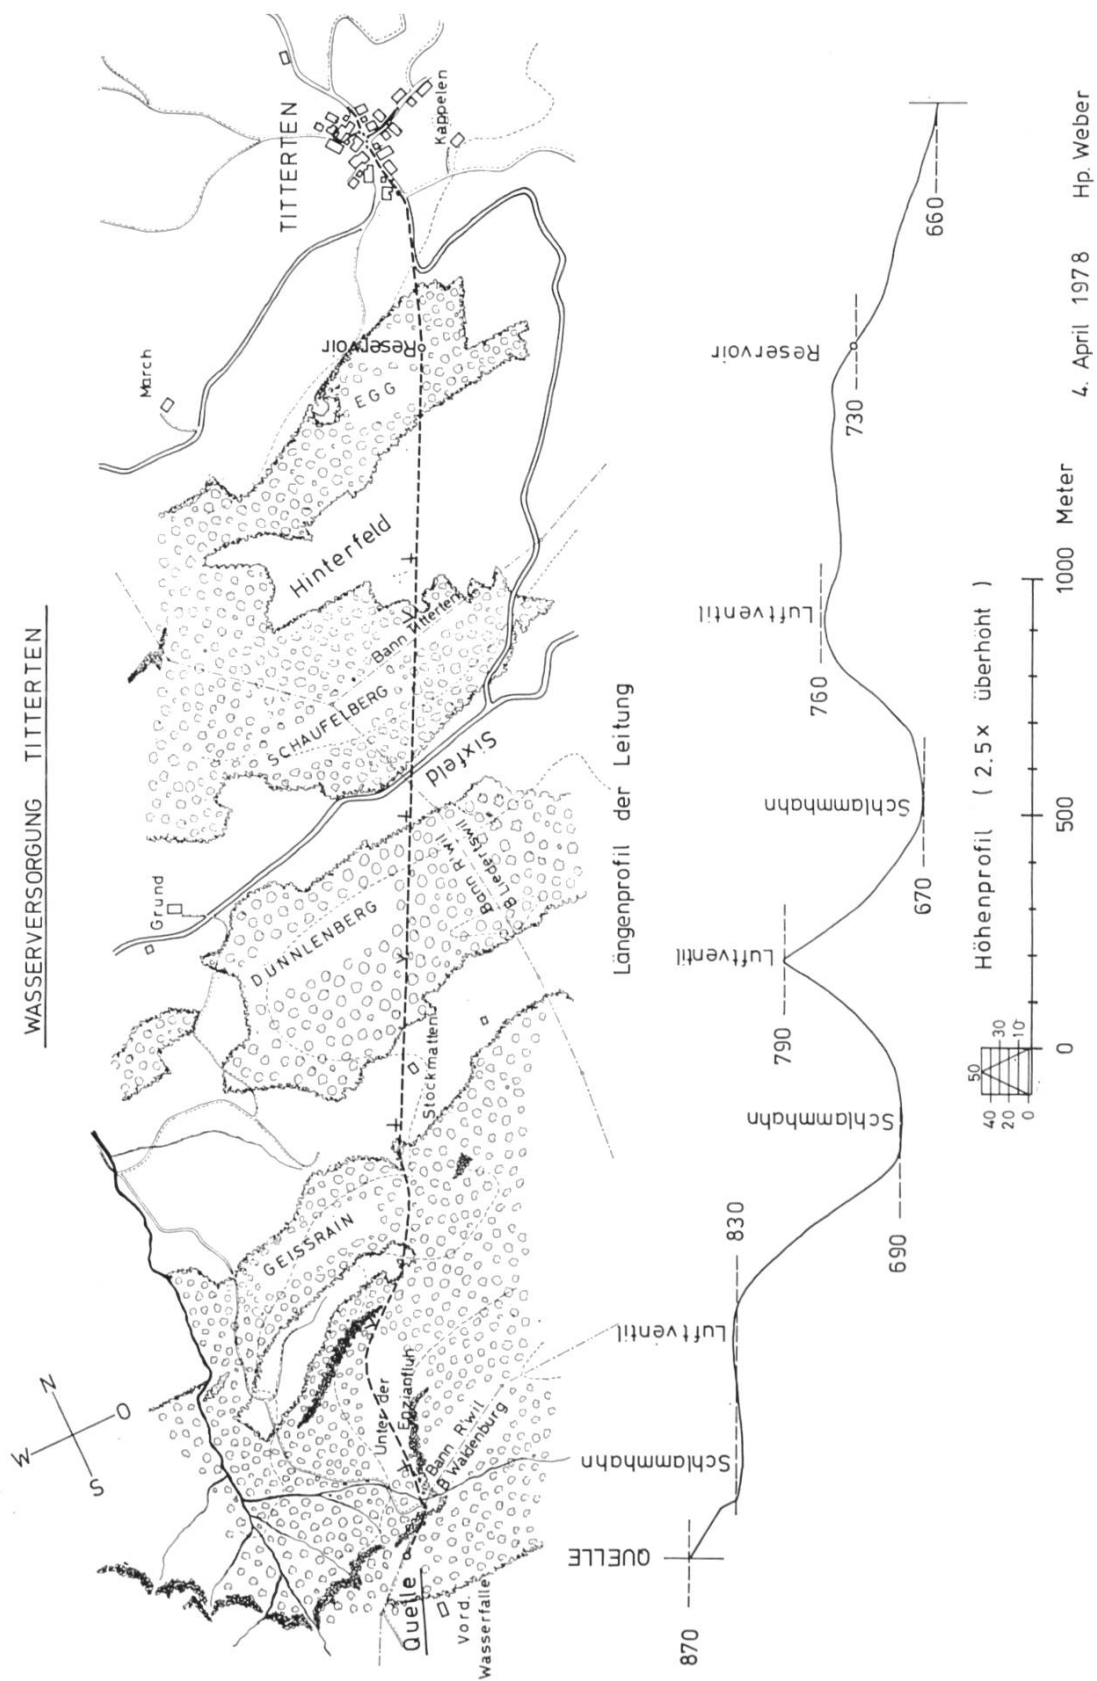 WASSERVERSORGUNG TITTERTEN
N
W
O
S
TITTERTEN
Kappelen
March
Reservoir
EGG
Hinterfeld
Bann Titterten
SCHAUFELBERG
Sixfeld
Grund
DÜNNLENBERG
Bann R'wil
B Liedertswil
Stockmatten
GEISSRAIN
Unter der
Enzianfluh
Bann R'wil
B Waldenburg
Quelle
Vord.
Wasserfalle
Längenprofil der Leitung
QUELLE
870
Schlammhahn
Luftventil
830
690
Schlammhahn
790
Luftventil
670
Schlammhahn
760
Luftventil
730
Reservoir
660
Höhenprofil ( 2.5x überhöht )
50
40
30
20
10
0
0 500 1000 Meter
4. April 1978 Hp. Weber